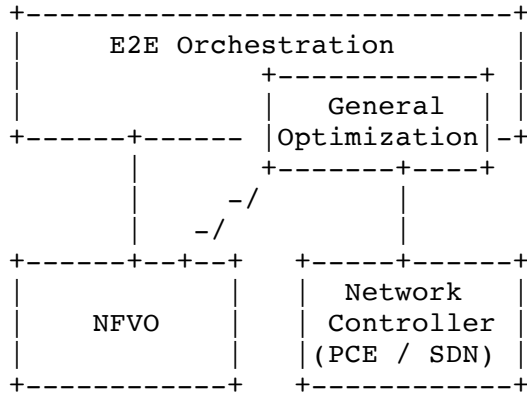 E2E Orchestration
General
Optimization
NFVO
Network
Controller
(PCE / SDN)